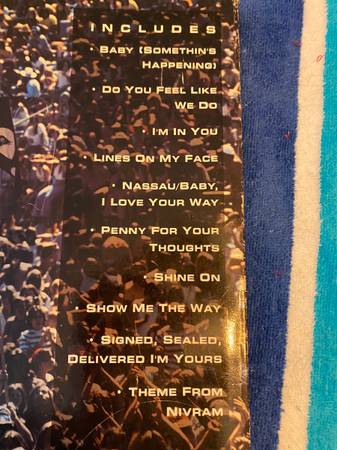 INCLUDES
• BABY (SOMETHIN'S
HAPPENING)
• DO YOU FEEL LIKE
WE DO
• I'M IN YOU
• LINES ON MY FACE
• NASSAU/BABY,
I LOVE YOUR WAY
• PENNY FOR YOUR
THOUGHTS
• SHINE ON
• SHOW ME THE WAY
• SIGNED, SEALED,
DELIVERED I'M YOURS
• THEME FROM
NIVRAM